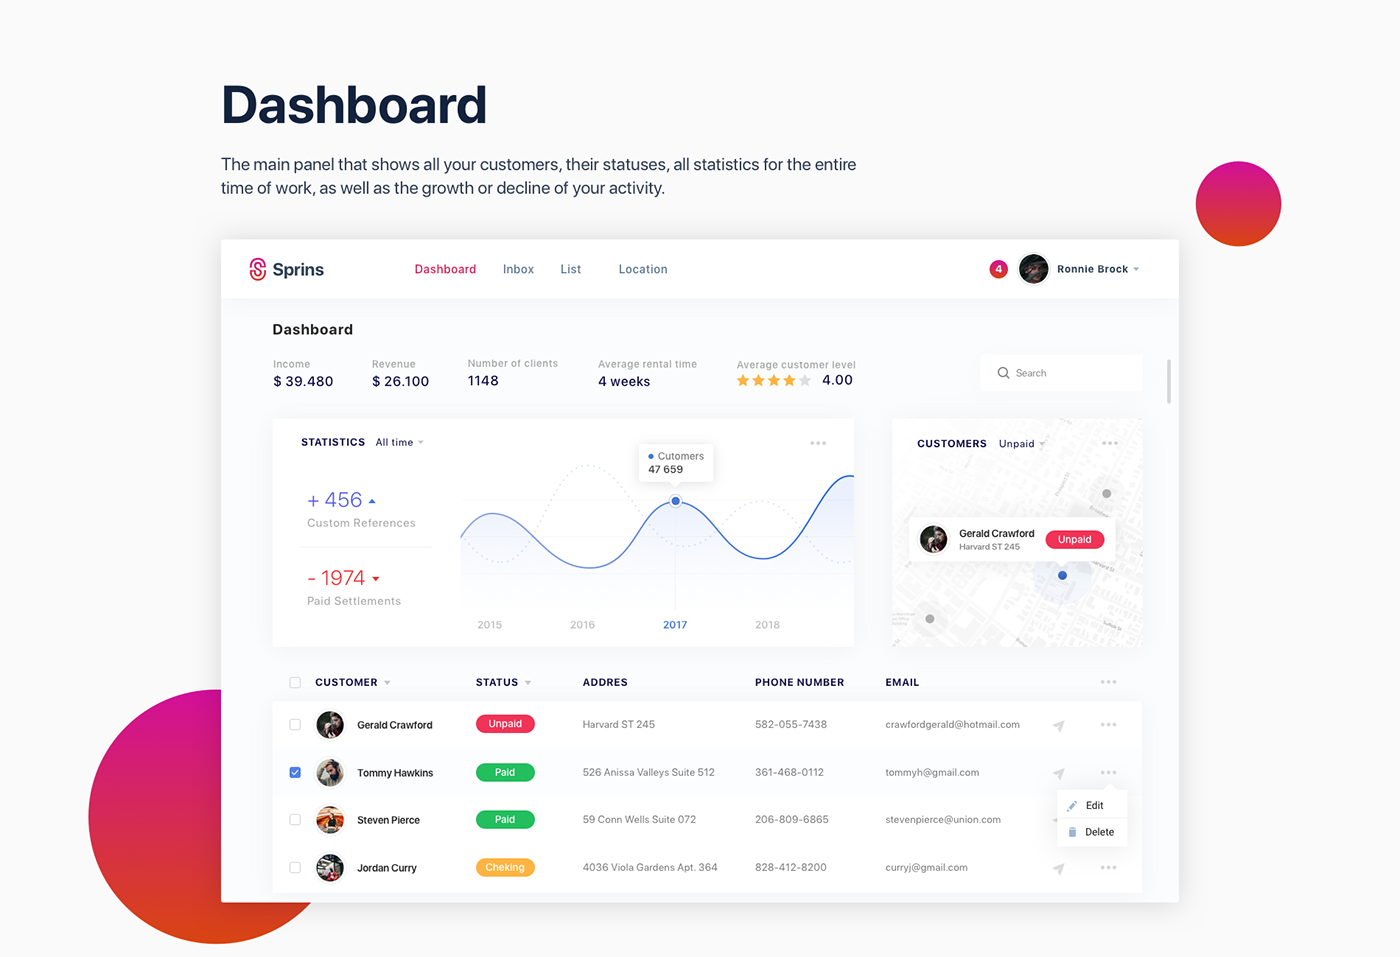 Dashboard
The main panel that shows all your customers, their statuses, all statistics for the entire
time of work, as well as the growth or decline of your activity.
Sprins
Dashboard Inbox List Location
4 Ronnie Brock
Dashboard
Income
$ 39.480
Revenue
$ 26.100
Number of clients
1148
Average rental time
4 weeks
Average customer level
4.00
Search
STATISTICS All time
+ 456
Custom References
- 1974
Paid Settlements
Cutomers
47 659
2015 2016 2017 2018
CUSTOMERS Unpaid
Gerald Crawford
Harvard ST 245
Unpaid
CUSTOMER STATUS ADDRES PHONE NUMBER EMAIL
Gerald Crawford Unpaid Harvard ST 245 582-055-7438 crawfordgerald@hotmail.com
Tommy Hawkins Paid 526 Anissa Valleys Suite 512 361-468-0112 tommyh@gmail.com
Edit
Steven Pierce Paid 59 Conn Wells Suite 072 206-809-6865 stevenpierce@union.com
Delete
Jordan Curry Cheking 4036 Viola Gardens Apt. 364 828-412-8200 curryj@gmail.com